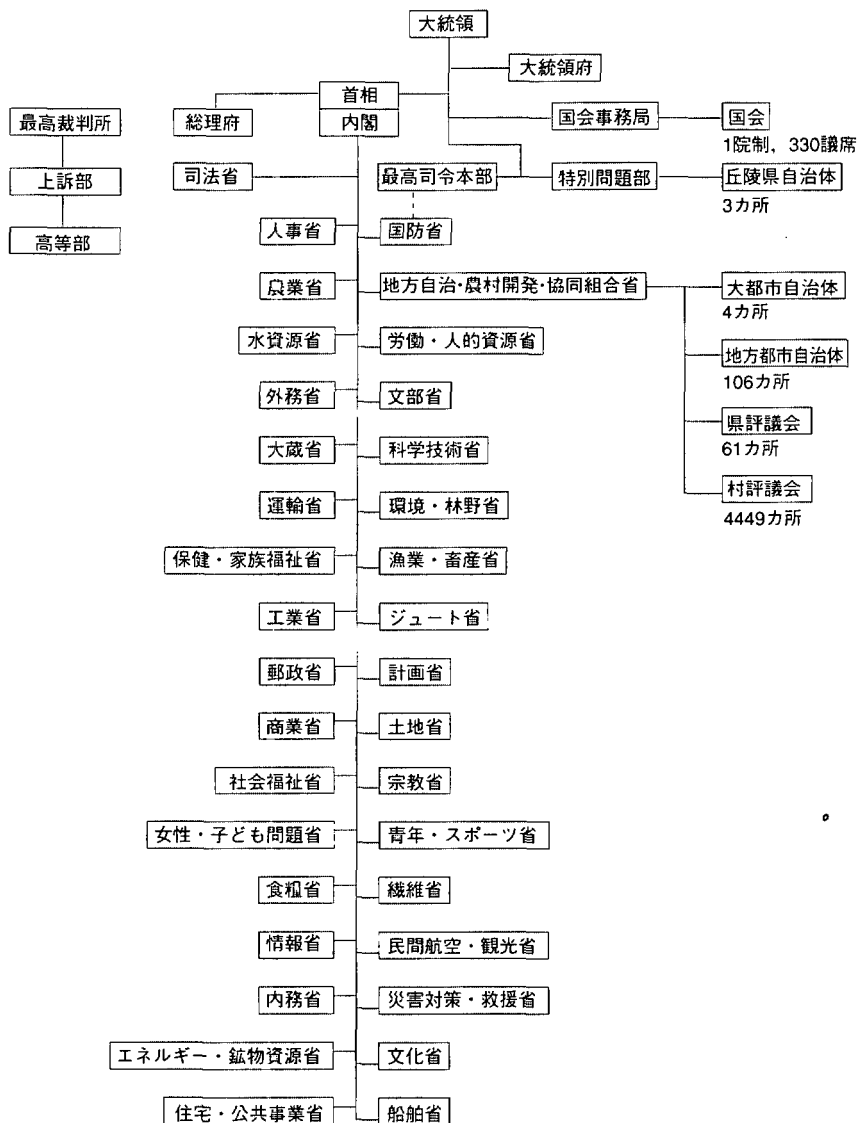 大統領
大統領府
首相
総理府
内閣
国会事務局
国会
1院制，330議席
最高裁判所
上訴部
高等部
司法省
最高司令本部
特別問題部
丘陵県自治体
3カ所
人事省
国防省
農業省
地方自治・農村開発・協同組合省
大都市自治体
4カ所
水資源省
労働・人的資源省
地方都市自治体
106カ所
外務省
文部省
県評議会
61カ所
大蔵省
科学技術省
村評議会
4449カ所
運輸省
環境・林野省
保健・家族福祉省
漁業・畜産省
工業省
ジュート省
郵政省
計画省
商業省
土地省
社会福祉省
宗教省
女性・子ども問題省
青年・スポーツ省
食糧省
繊維省
情報省
民間航空・観光省
内務省
災害対策・救援省
エネルギー・鉱物資源省
文化省
住宅・公共事業省
船舶省